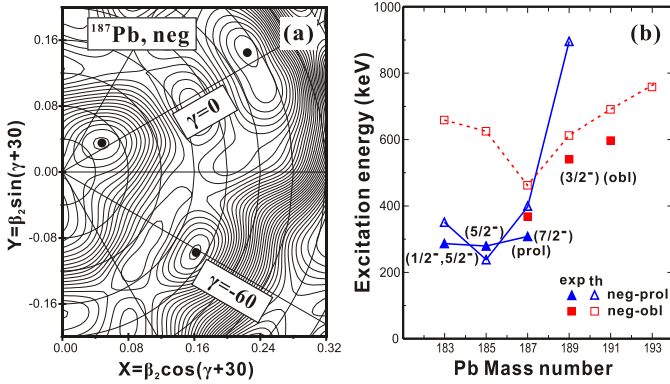 ¹⁸⁷Pb, neg
(a)
γ=0
γ=-60
0.16
0.08
0.00
-0.08
-0.16
0.00
0.08
0.16
0.24
0.32
Y=β₂sin(γ+30)
X=β₂cos(γ+30)
(b)
1000
800
600
400
200
0
Excitation energy (keV)
(3/2⁻) (obl)
(5/2⁻)
(7/2⁻)
(1/2⁻,5/2⁻)
(prol)
exp th
neg-prol
neg-obl
183
185
187
189
191
193
Pb Mass number